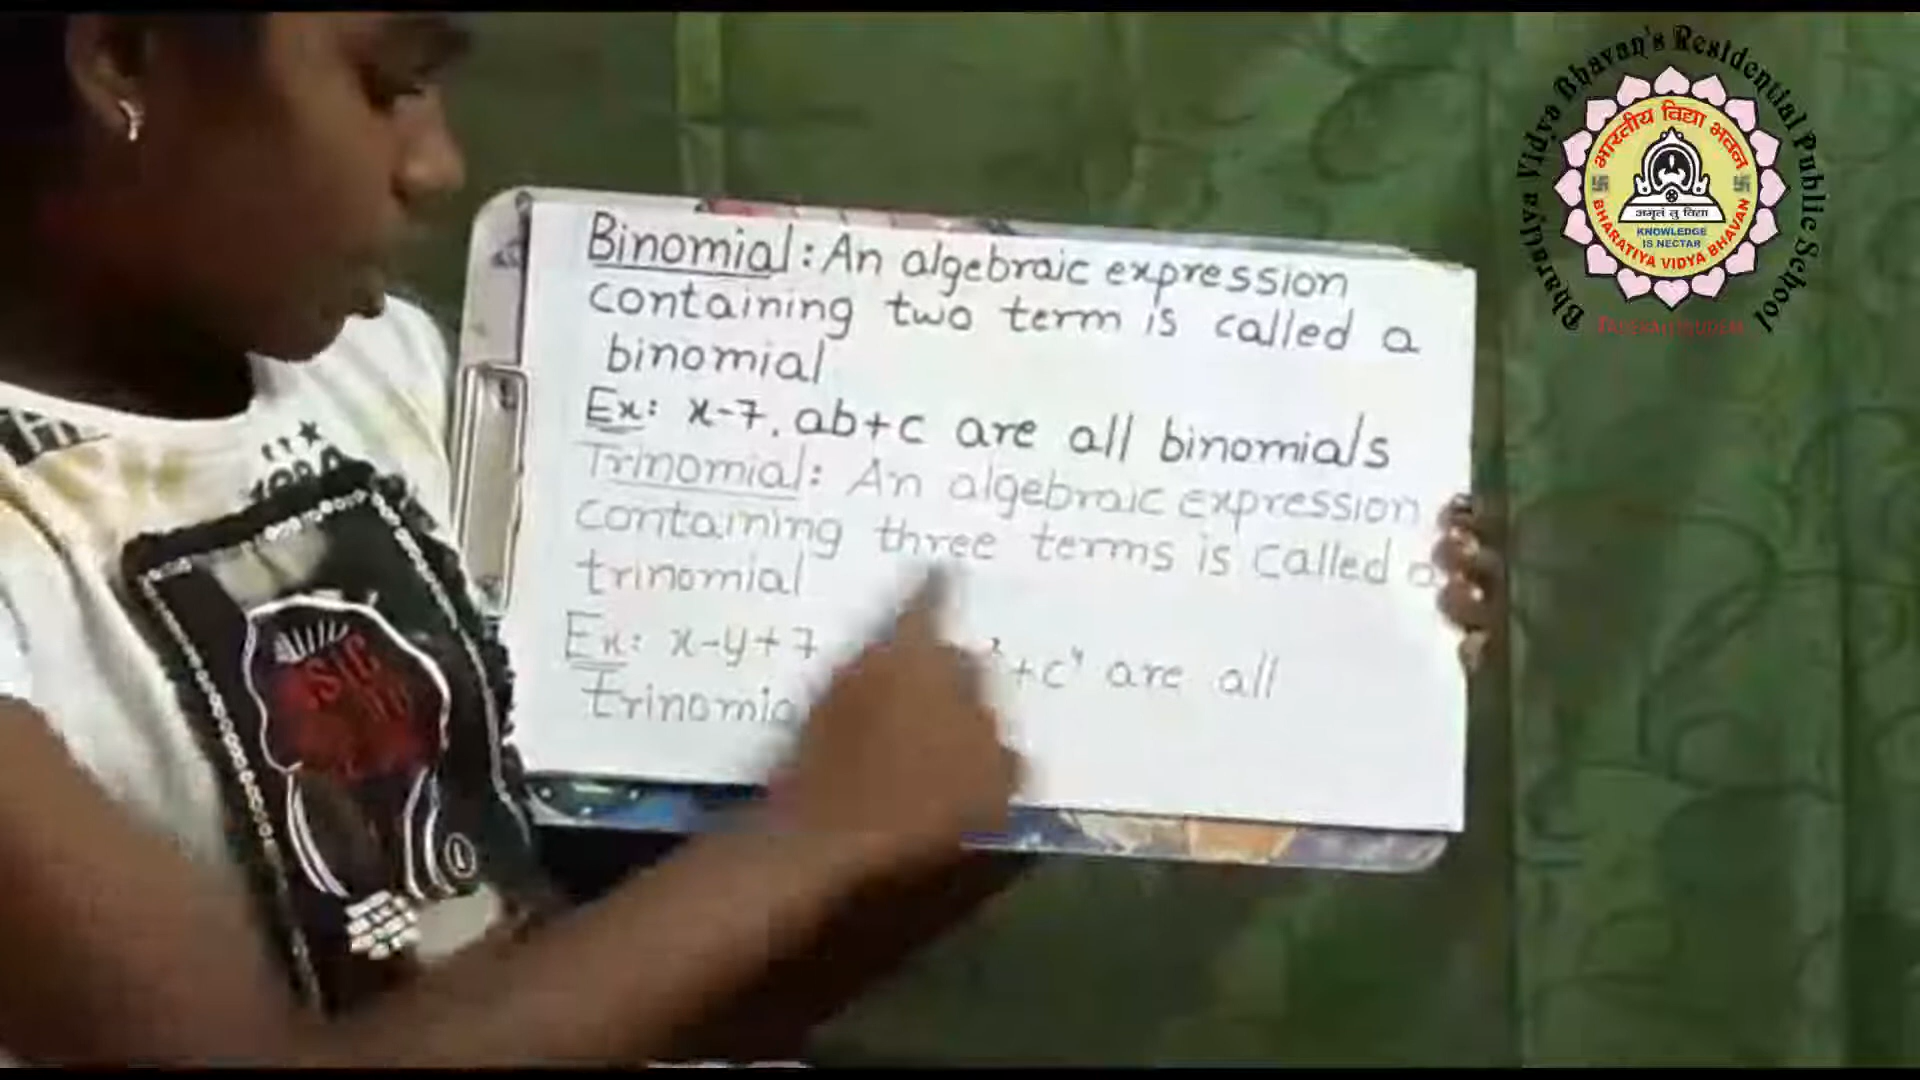 Binomial: An algebraic expression
containing two term is called a
binomial
Ex: x-7, ab+c are all binomials
Trinomial: An algebraic expression
containing three terms is called a
trinomial
Ex: x-y+7 +c⁴ are all
Bharatiya Vidya Bhavan's Residential Public School
भारतीय विद्या भवन
अमृतं तु विद्या
KNOWLEDGE
IS NECTAR
BHARATIYA VIDYA BHAVAN